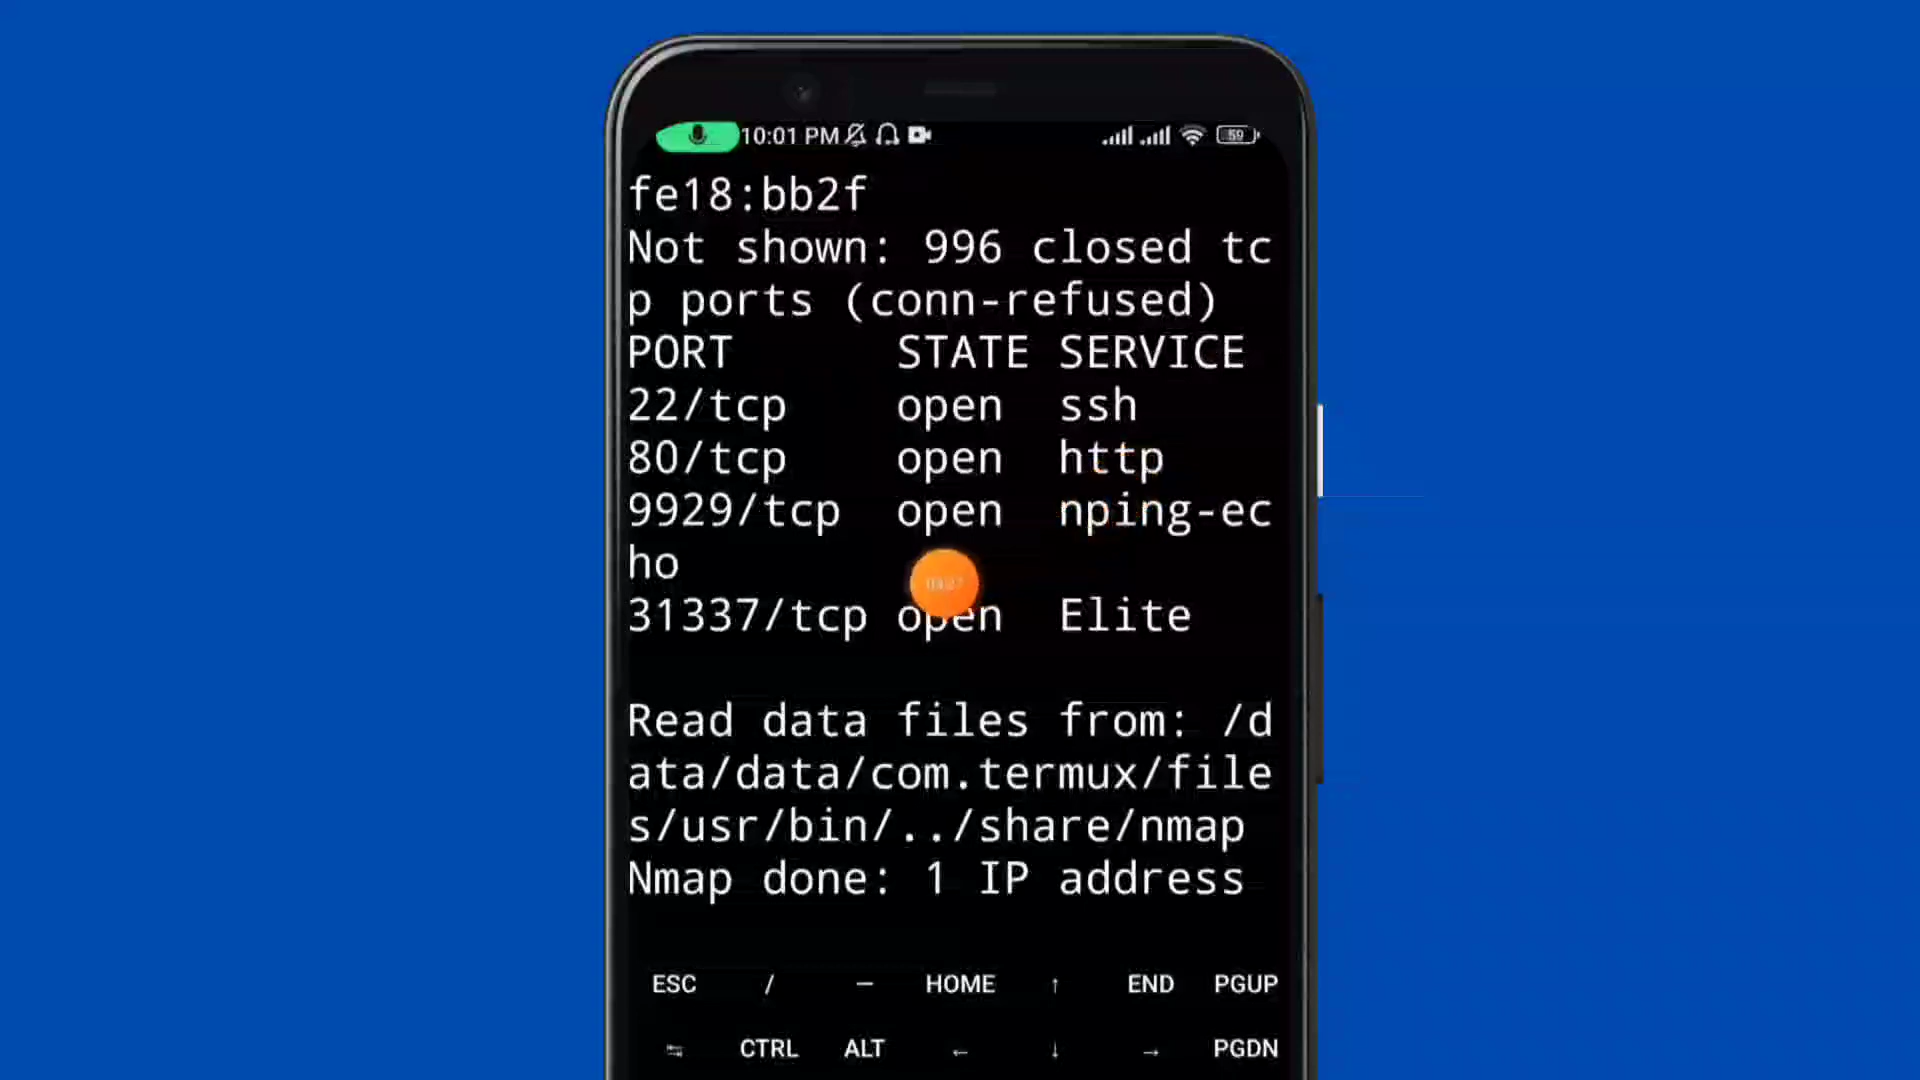 10:01 PM 59
fe18:bb2f
Not shown: 996 closed tc
p ports (conn-refused)
PORT STATE SERVICE
22/tcp open ssh
80/tcp open http
9929/tcp open nping-ec
ho
31337/tcp open Elite
Read data files from: /d
ata/data/com.termux/file
s/usr/bin/../share/nmap
Nmap done: 1 IP address
ESC / — HOME ↑ END PGUP
↹ CTRL ALT ← ↓ → PGDN